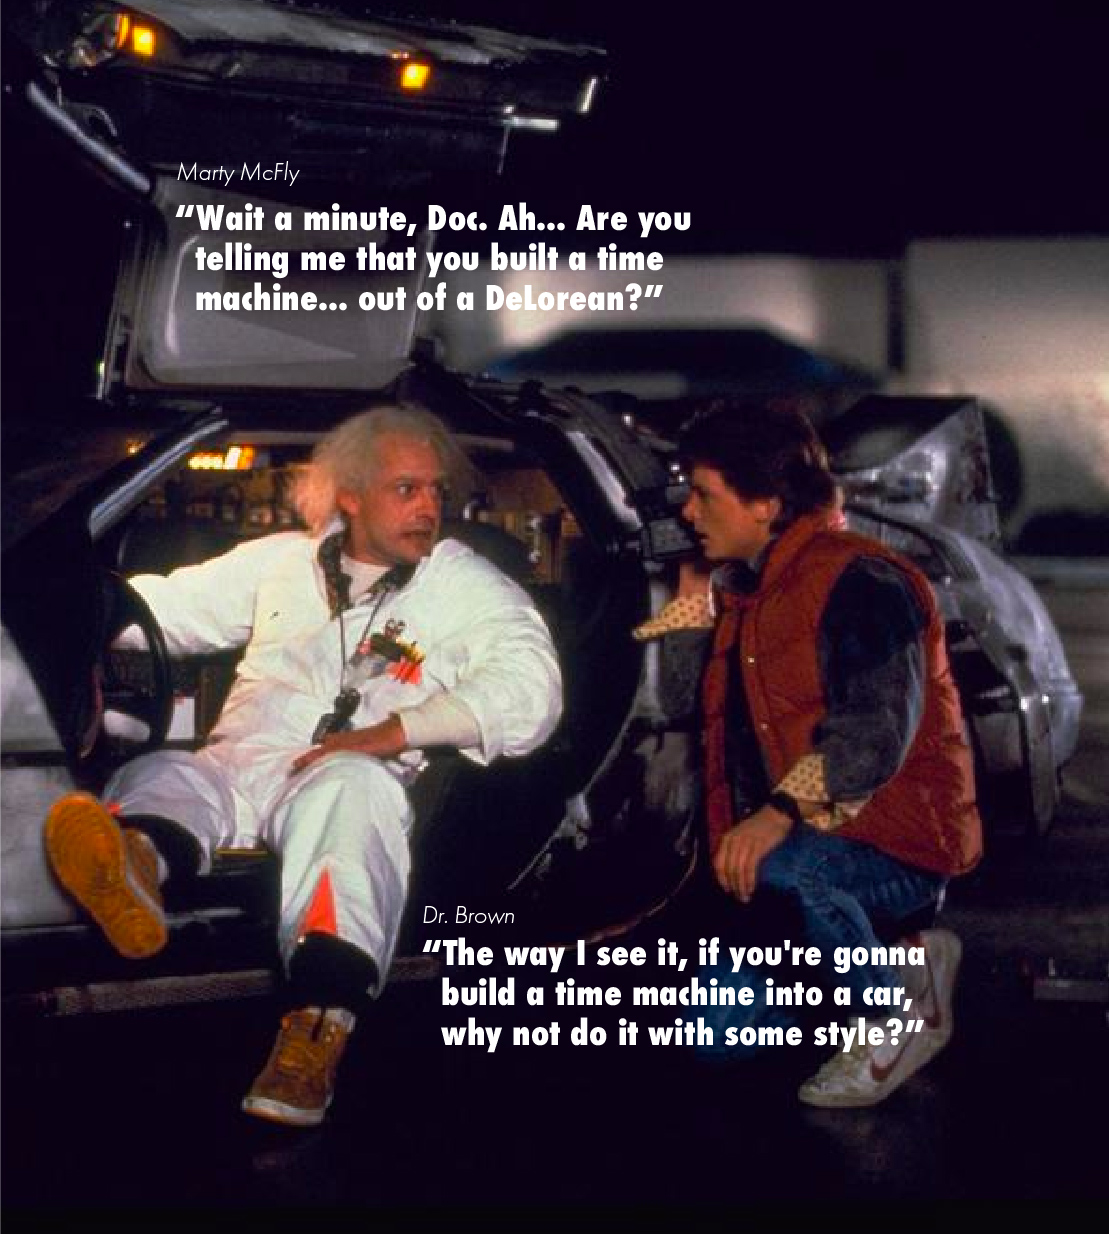 Marty McFly
“Wait a minute, Doc. Ah... Are you
telling me that you built a time
machine... out of a DeLorean?”
Dr. Brown
“The way I see it, if you're gonna
build a time machine into a car,
why not do it with some style?”